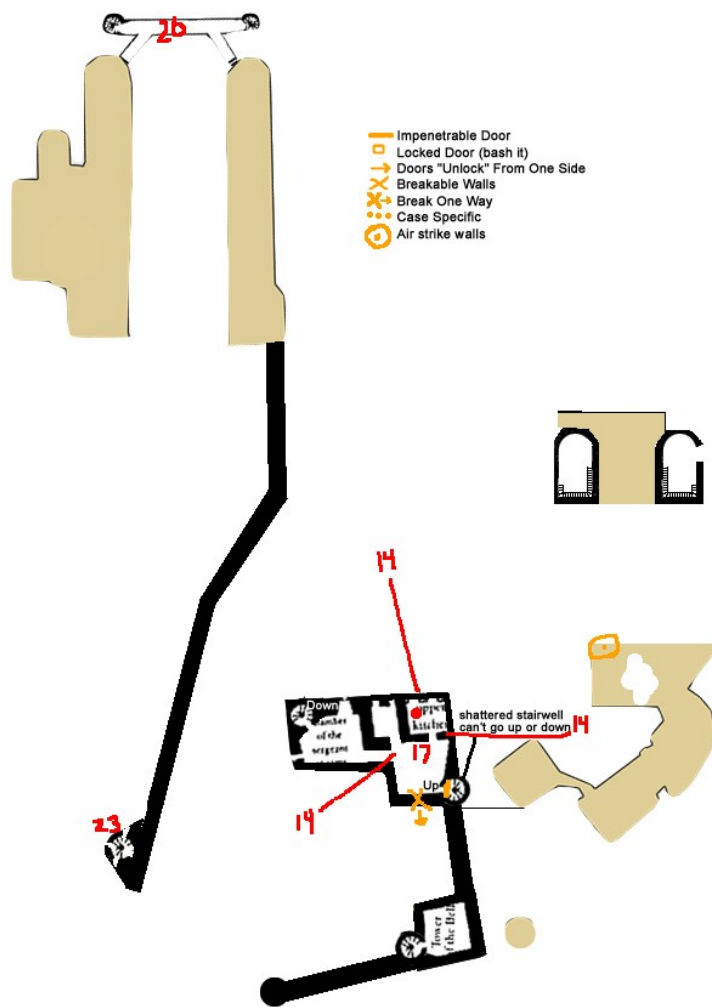 26
Impenetrable Door
Locked Door (bash it)
Doors "Unlock" From One Side
Breakable Walls
Break One Way
Case Specific
Air strike walls
14
Down
upper
kitchen
shattered stairwell
can't go up or down
14
of the
sergeant
17
Up
14
23
Tower
of the Bell